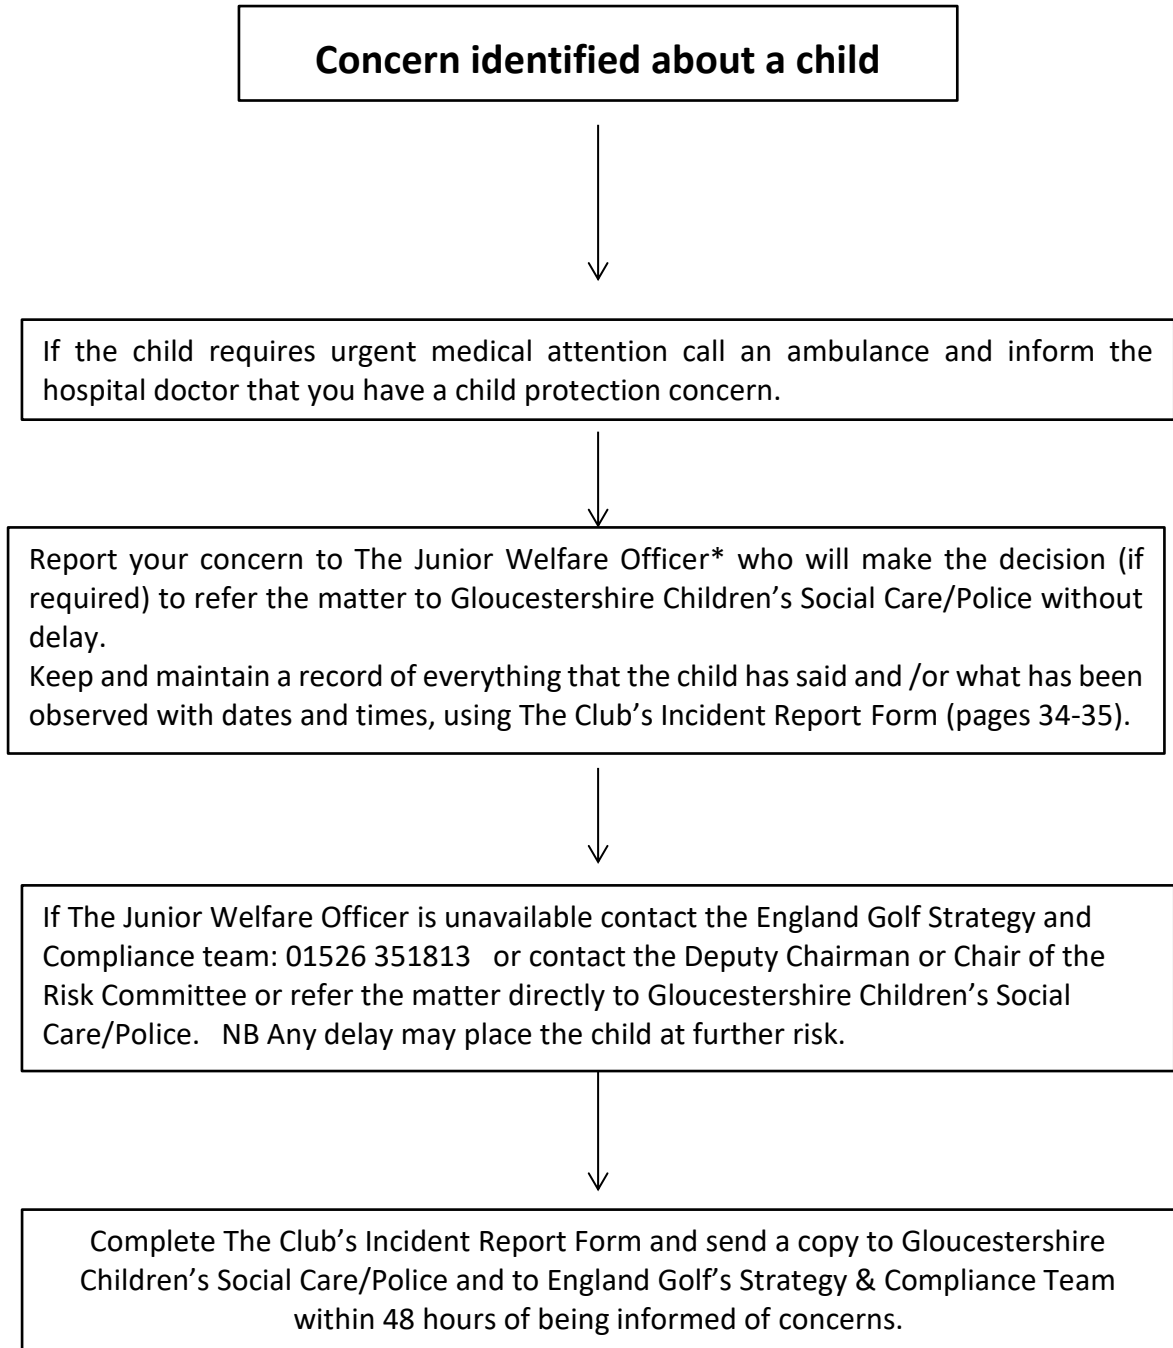 Concern identified about a child
If the child requires urgent medical attention call an ambulance and inform the
hospital doctor that you have a child protection concern.
Report your concern to The Junior Welfare Officer* who will make the decision (if
required) to refer the matter to Gloucestershire Children’s Social Care/Police without
delay.
Keep and maintain a record of everything that the child has said and /or what has been
observed with dates and times, using The Club’s Incident Report Form (pages 34-35).
If The Junior Welfare Officer is unavailable contact the England Golf Strategy and
Compliance team: 01526 351813   or contact the Deputy Chairman or Chair of the
Risk Committee or refer the matter directly to Gloucestershire Children’s Social
Care/Police.   NB Any delay may place the child at further risk.
Complete The Club’s Incident Report Form and send a copy to Gloucestershire
Children’s Social Care/Police and to England Golf’s Strategy & Compliance Team
within 48 hours of being informed of concerns.